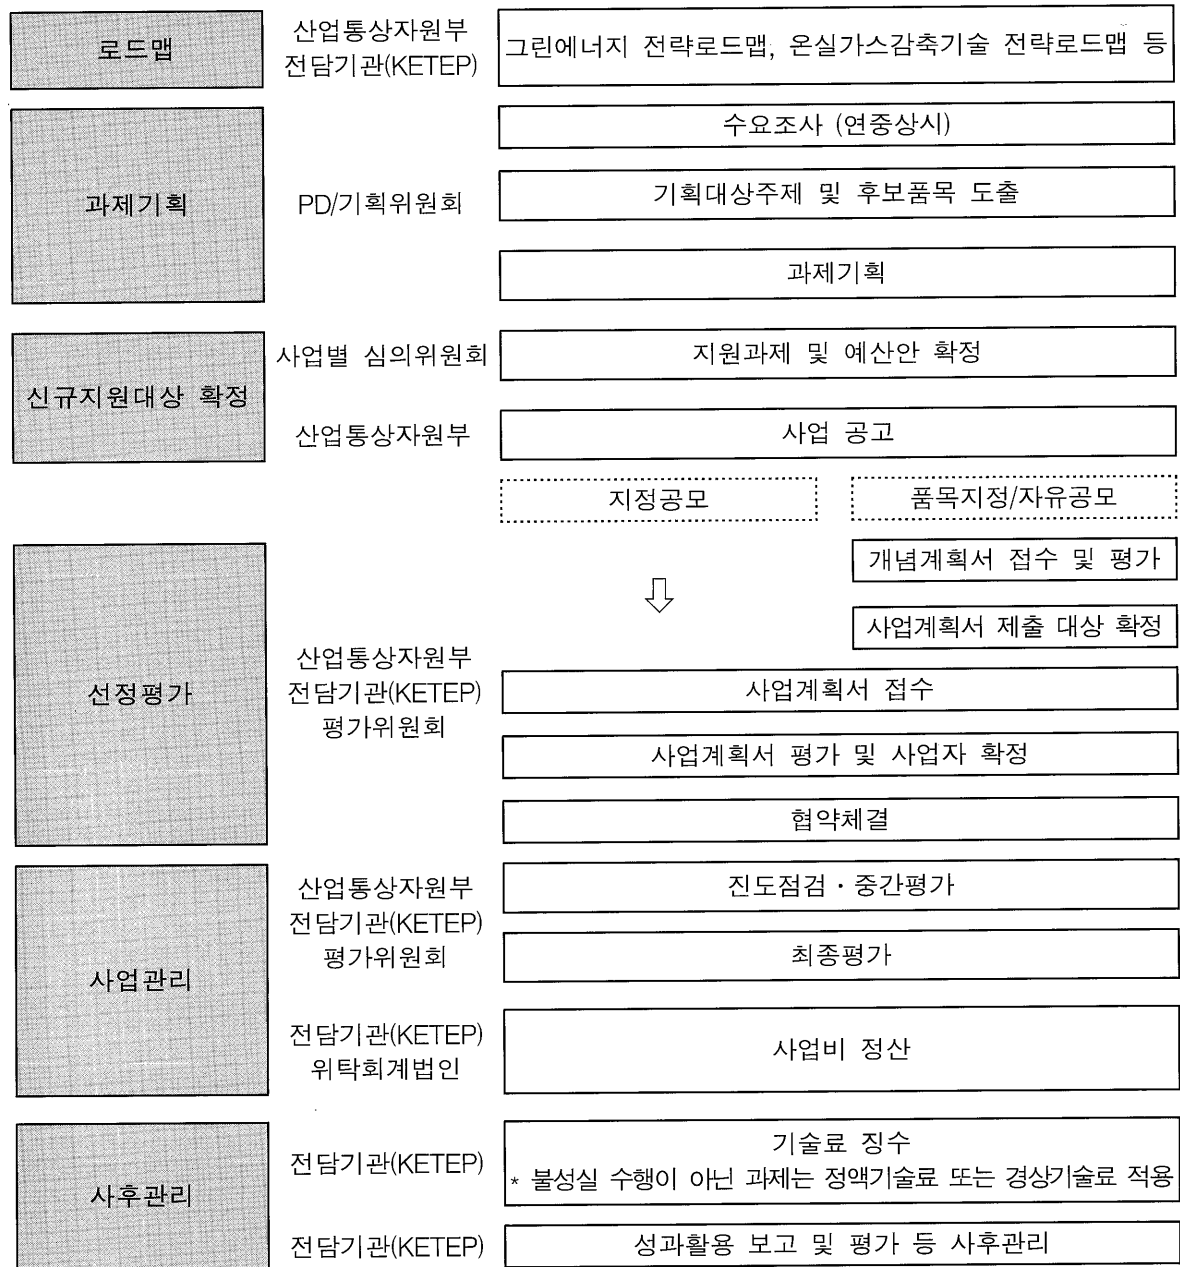 로드맵
산업통상자원부
전담기관(KETEP)
그린에너지 전략로드맵, 온실가스감축기술 전략로드맵 등
과제기획
PD/기획위원회
수요조사 (연중상시)
기획대상주제 및 후보품목 도출
과제기획
신규지원대상 확정
사업별 심의위원회
지원과제 및 예산안 확정
산업통상자원부
사업 공고
지정공모
품목지정/자유공모
개념계획서 접수 및 평가
사업계획서 제출 대상 확정
선정평가
산업통상자원부
전담기관(KETEP)
평가위원회
사업계획서 접수
사업계획서 평가 및 사업자 확정
협약체결
사업관리
산업통상자원부
전담기관(KETEP)
평가위원회
진도점검·중간평가
최종평가
전담기관(KETEP)
위탁회계법인
사업비 정산
사후관리
전담기관(KETEP)
기술료 징수
* 불성실 수행이 아닌 과제는 정액기술료 또는 경상기술료 적용
전담기관(KETEP)
성과활용 보고 및 평가 등 사후관리